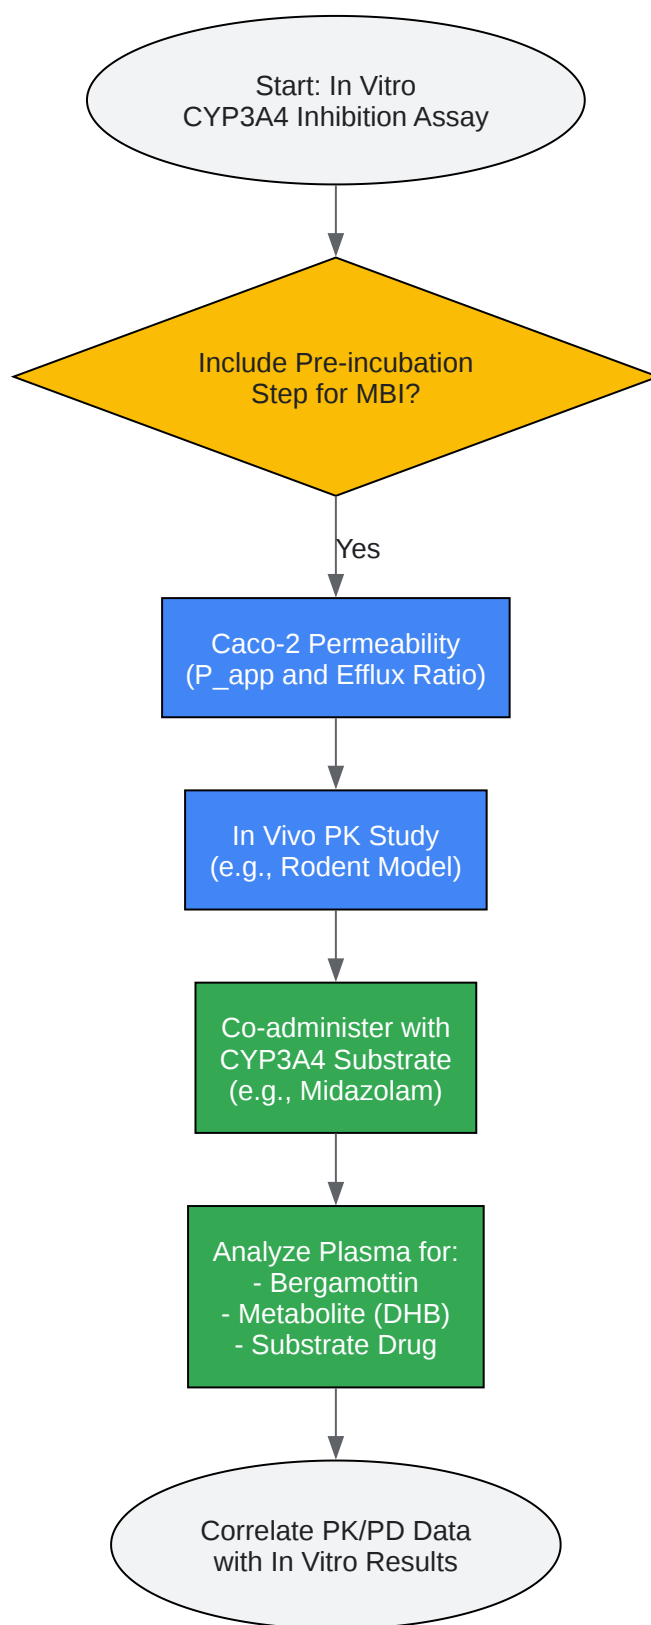 Start: In Vitro
CYP3A4 Inhibition Assay
Include Pre-incubation
Step for MBI?
Yes
Caco-2 Permeability
(P_app and Efflux Ratio)
In Vivo PK Study
(e.g., Rodent Model)
Co-administer with
CYP3A4 Substrate
(e.g., Midazolam)
Analyze Plasma for:
- Bergamottin
- Metabolite (DHB)
- Substrate Drug
Correlate PK/PD Data
with In Vitro Results